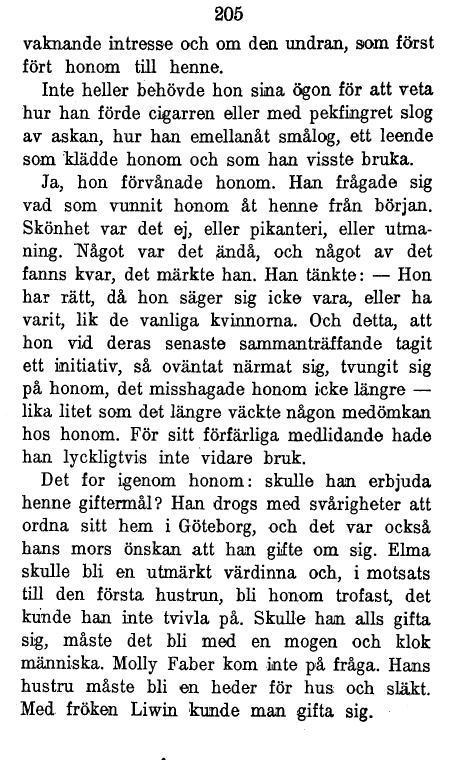 205
vaknande intresse och om den undran, som först
fört honom till henne.
Inte heller behövde hon sina ögon för att veta
hur han förde cigarren eller med pekfingret slog
av askan, hur han emellanåt smålog, ett leende
som klädde honom och som han visste bruka.
Ja, hon förvånade honom. Han frågade sig
vad som vunnit honom åt henne från början.
Skönhet var det ej, eller pikanteri, eller utma-
ning. Något var det ändå, och något av det
fanns kvar, det märkte han. Han tänkte: — Hon
har rätt, då hon säger sig icke vara, eller ha
varit, lik de vanliga kvinnorna. Och detta, att
hon vid deras senaste sammanträffande tagit
ett initiativ, så oväntat närmat sig, tvungit sig
på honom, det misshagade honom icke längre —
lika litet som det längre väckte någon medömkan
hos honom. För sitt förfärliga medlidande hade
han lyckligtvis inte vidare bruk.
Det for igenom honom: skulle han erbjuda
henne giftermål? Han drogs med svårigheter att
ordna sitt hem i Göteborg, och det var också
hans mors önskan att han gifte om sig. Elma
skulle bli en utmärkt värdinna och, i motsats
till den första hustrun, bli honom trofast, det
kunde han inte tvivla på. Skulle han alls gifta
sig, måste det bli med en mogen och klok
människa. Molly Faber kom inte på fråga. Hans
hustru måste bli en heder för hus och släkt.
Med fröken Liwin kunde man gifta sig.